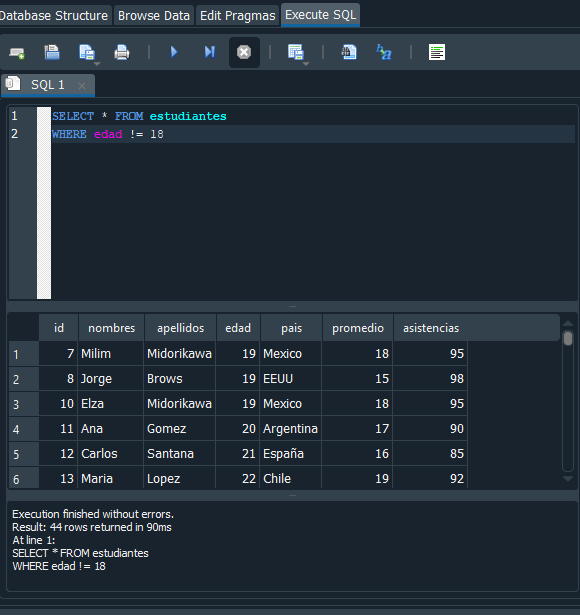 Database Structure Browse Data Edit Pragmas Execute SQL
SQL 1
1 SELECT * FROM estudiantes
2 WHERE edad != 18
id nombres apellidos edad pais promedio asistencias
1 7 Milim Midorikawa 19 Mexico 18 95
2 8 Jorge Brows 19 EEUU 15 98
3 10 Elza Midorikawa 19 Mexico 18 95
4 11 Ana Gomez 20 Argentina 17 90
5 12 Carlos Santana 21 España 16 85
6 13 Maria Lopez 22 Chile 19 92
Execution finished without errors.
Result: 44 rows returned in 90ms
At line 1:
SELECT * FROM estudiantes
WHERE edad != 18